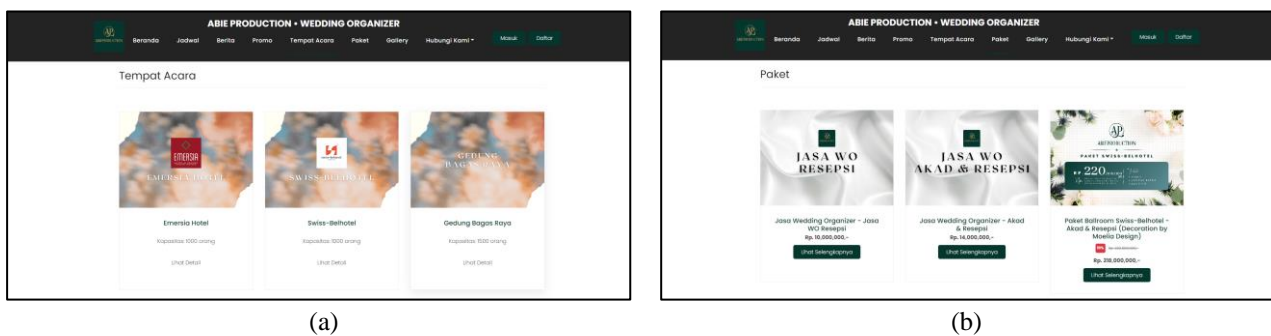 ABIE PRODUCTION • WEDDING ORGANIZER
Beranda Jadwal Berita Promo Tempat Acara Paket Gallery Hubungi Kami Masuk Daftar
Tempat Acara
EMERSIA
EMERSIA HOTEL
SWISS-BELHOTEL
GEDUNG
BAGAS RAYA
Emersia Hotel
Kapasitas: 1000 orang
Lihat Detail
Swiss-Belhotel
Kapasitas: 1000 orang
Lihat Detail
Gedung Bagas Raya
Kapasitas: 1500 orang
Lihat Detail
(a)
ABIE PRODUCTION • WEDDING ORGANIZER
Beranda Jadwal Berita Promo Tempat Acara Paket Gallery Hubungi Kami Masuk Daftar
Paket
JASA WO
RESEPSI
JASA WO
AKAD & RESEPSI
ABIE PRODUCTION
PAKET SWISS-BELHOTEL
RP 220
Jasa Wedding Organizer - Jasa
WO Resepsi
Rp. 10,000,000,-
Lihat Selengkapnya
Jasa Wedding Organizer - Akad
& Resepsi
Rp. 14,000,000,-
Lihat Selengkapnya
Paket Ballroom Swiss-Belhotel -
Akad & Resepsi (Decoration by
Moelia Design)
Rp. 218,000,000,-
Lihat Selengkapnya
(b)